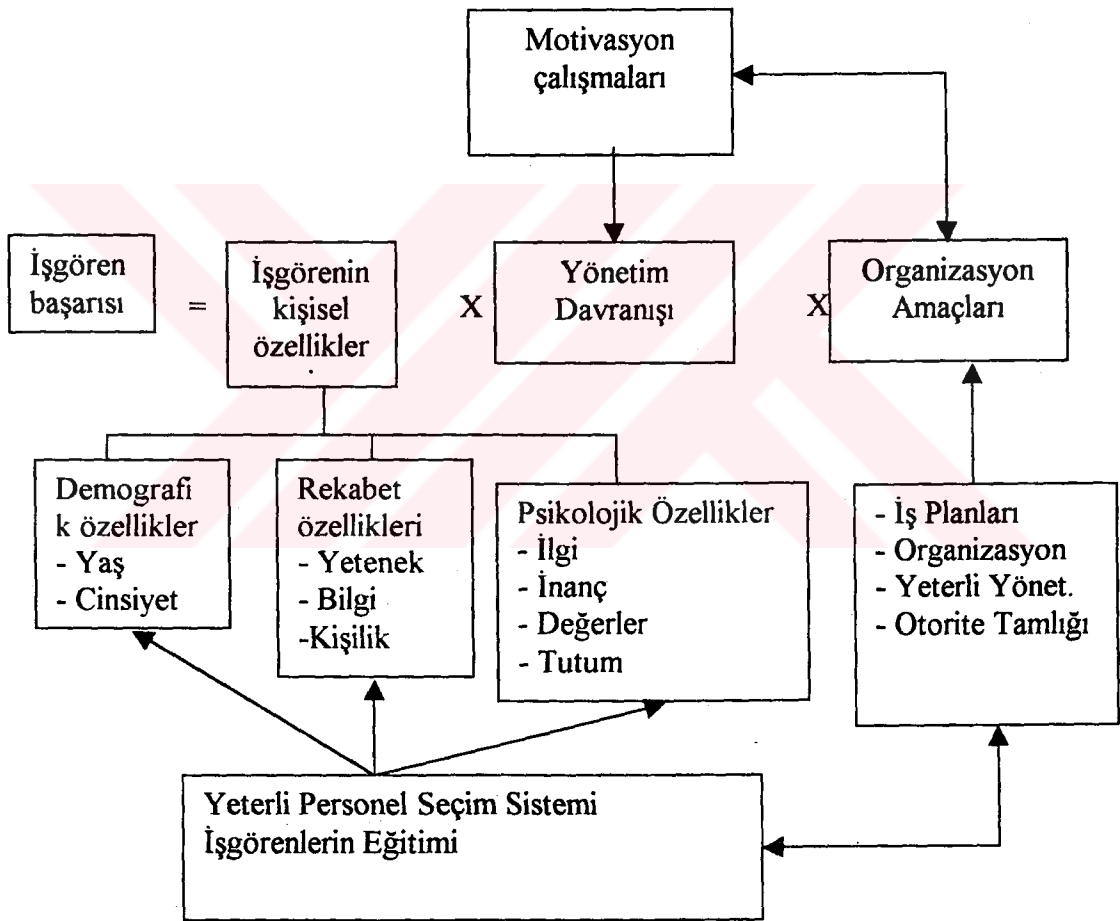 Motivasyon
çalışmaları
İşgören
başarısı
=
İşgörenin
kişisel
özellikler
X
Yönetim
Davranışı
X
Organizasyon
Amaçları
Demografi
k özellikler
- Yaş
- Cinsiyet
Rekabet
özellikleri
- Yetenek
- Bilgi
-Kişilik
Psikolojik Özellikler
- İlgi
- İnanç
- Değerler
- Tutum
- İş Planları
- Organizasyon
- Yeterli Yönet.
- Otorite Tamlığı
Yeterli Personel Seçim Sistemi
İşgörenlerin Eğitimi